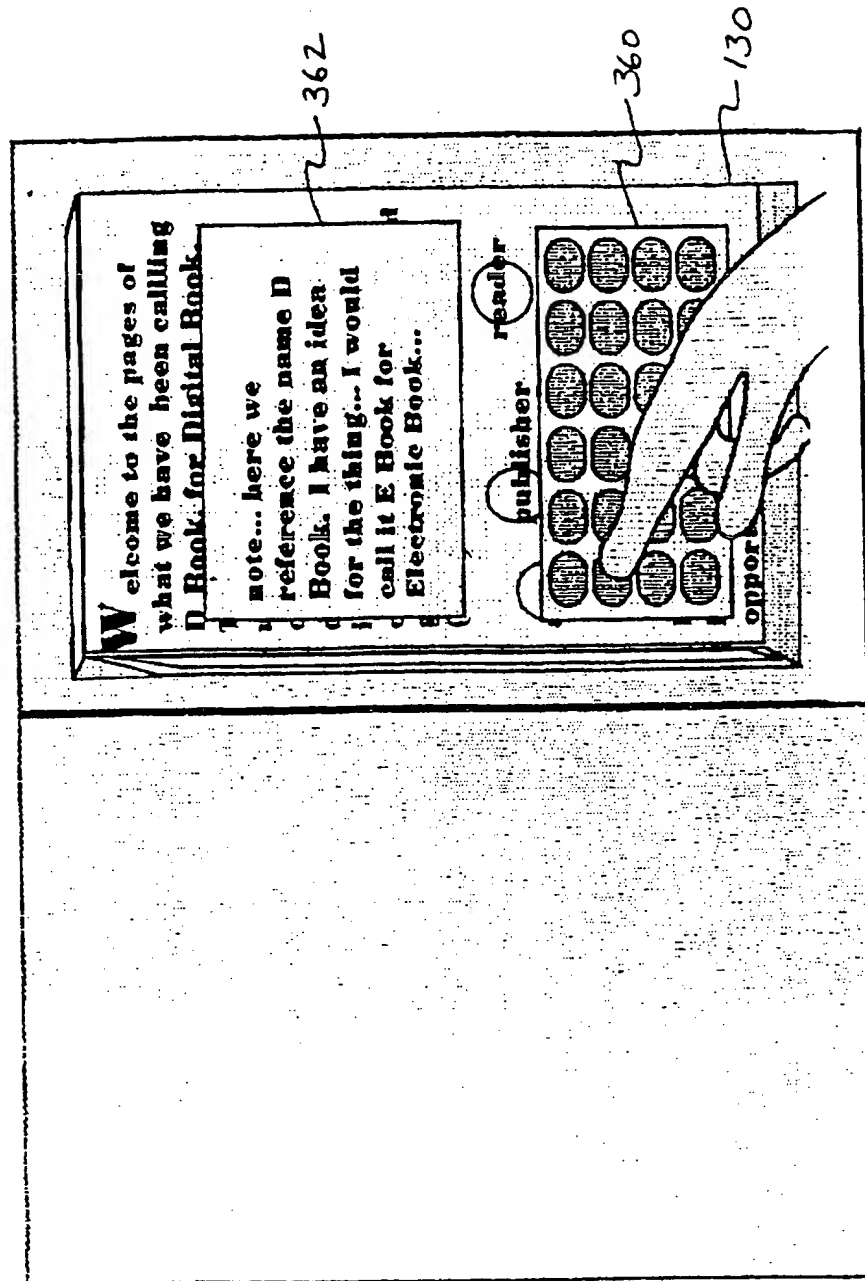 Welcome to the pages of
what we have been callling
D Book. for Digital Book.
note... here we
reference the name D
Book. I have an idea
for the thing... I would
call it E Book for
Electronic Book...
publisher reader
opport
362
360
130